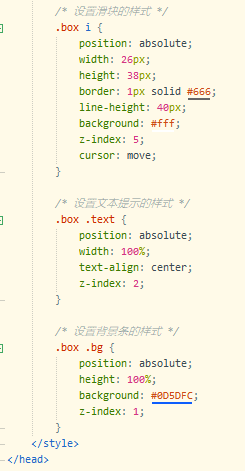 /* 设置滑块的样式 */
.box i {
position: absolute;
width: 26px;
height: 38px;
border: 1px solid #666;
line-height: 40px;
background: #fff;
z-index: 5;
cursor: move;
}
/* 设置文本提示的样式 */
.box .text {
position: absolute;
width: 100%;
text-align: center;
z-index: 2;
}
/* 设置背景条的样式 */
.box .bg {
position: absolute;
height: 100%;
background: #0D5DFC;
z-index: 1;
}
</style>
</head>